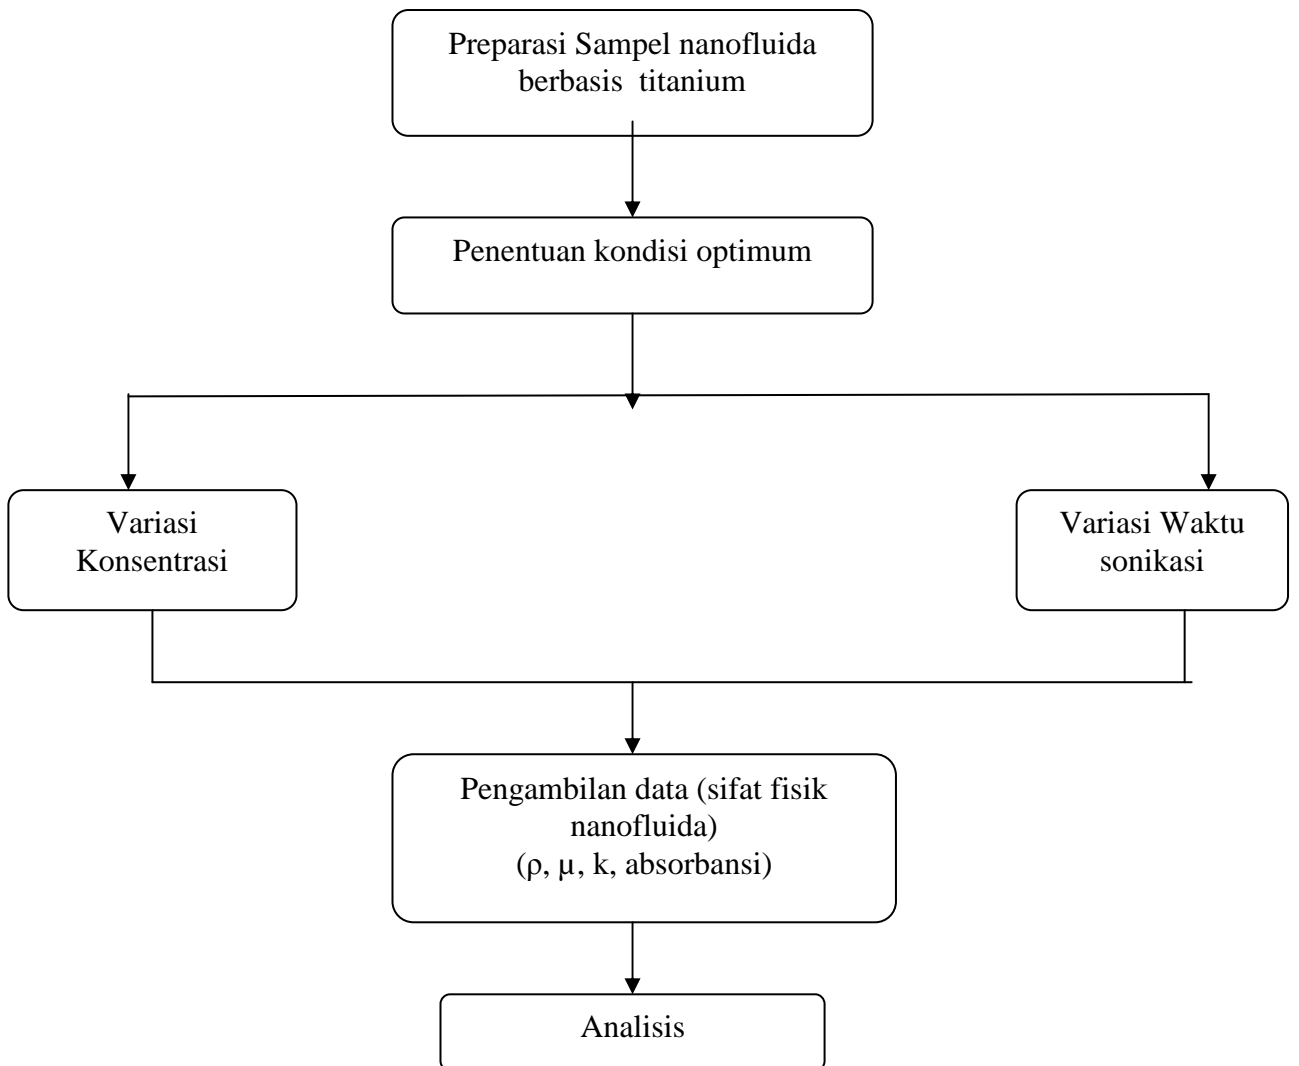 Preparasi Sampel nanofluida
berbasis titanium
Penentuan kondisi optimum
Variasi
Konsentrasi
Variasi Waktu
sonikasi
Pengambilan data (sifat fisik
nanofluida)
(ρ, µ, k, absorbansi)
Analisis